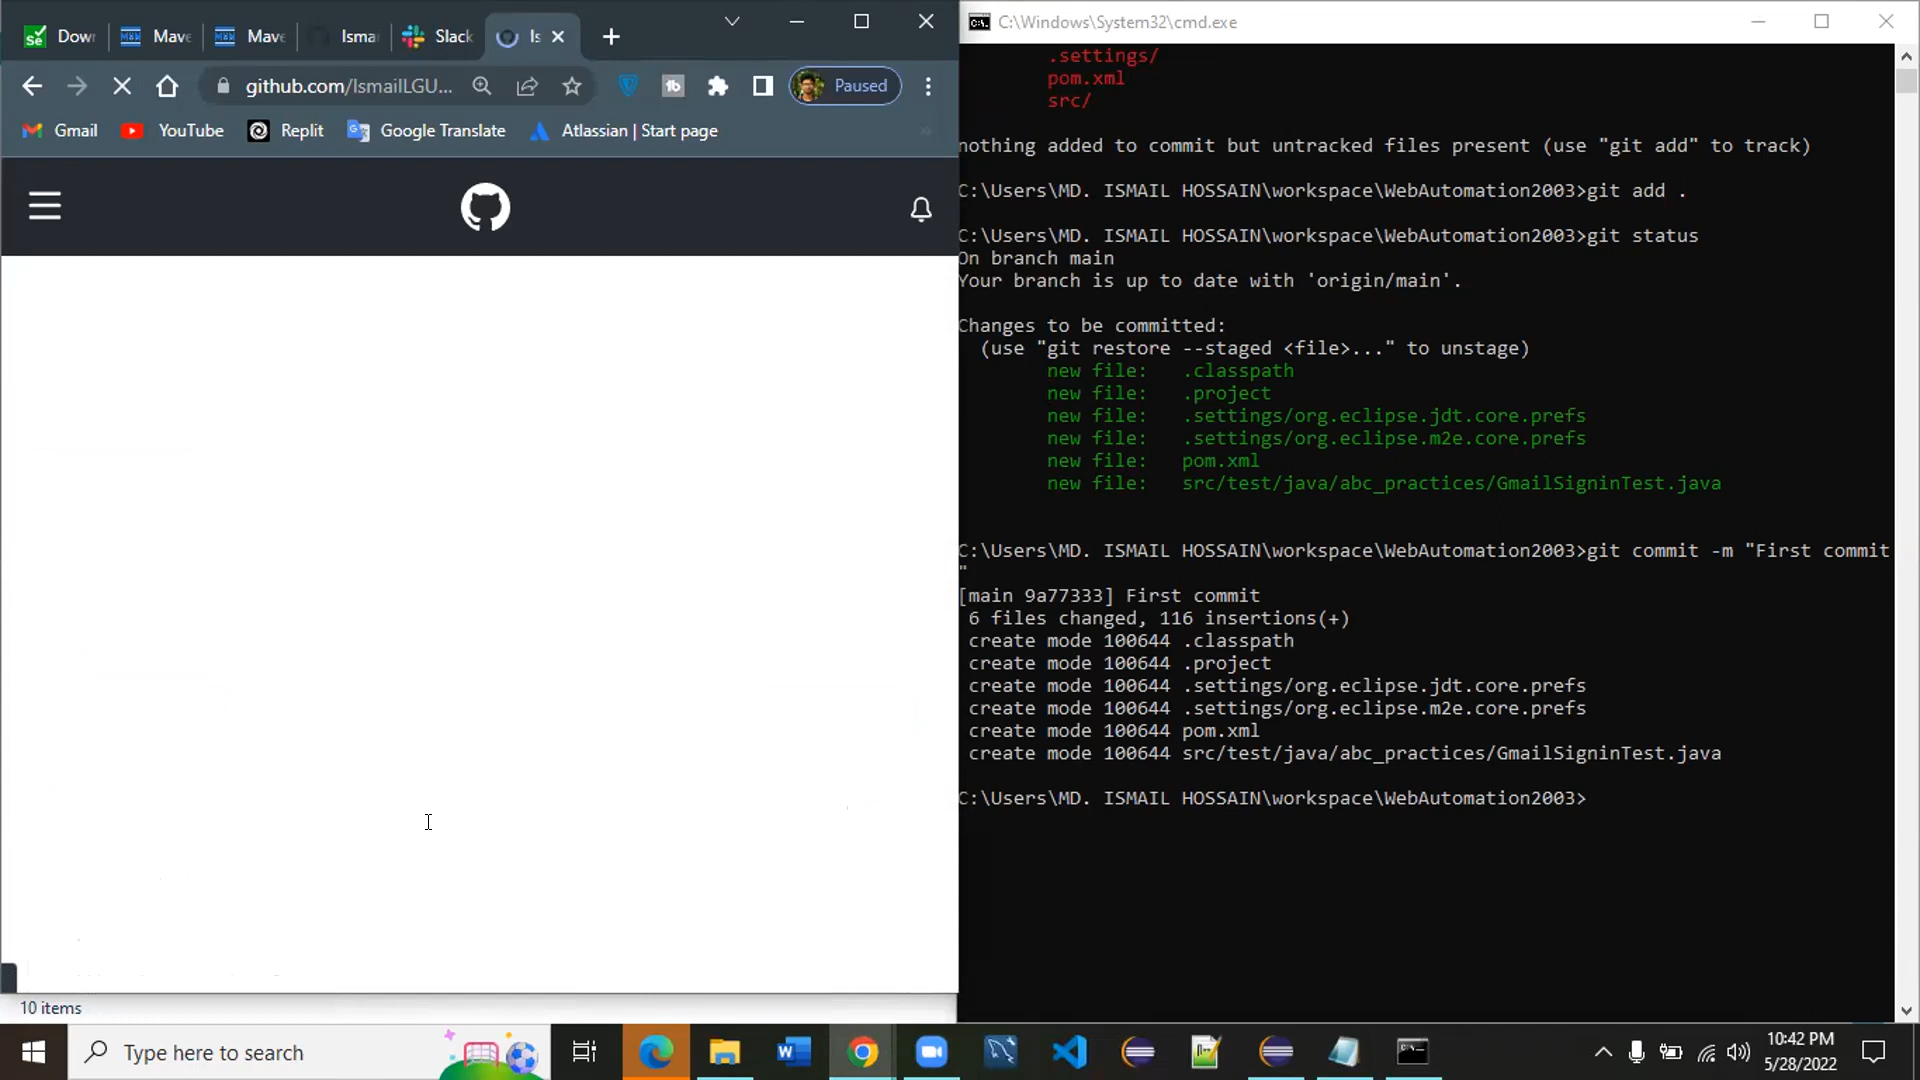 Dow
Mave
Mave
Isma
Slack
Is
github.com/IsmailLGU...
Paused
Gmail
YouTube
Replit
Google Translate
Atlassian | Start page
10 items
C:\Windows\System32\cmd.exe
.settings/
pom.xml
src/
nothing added to commit but untracked files present (use "git add" to track)
C:\Users\MD. ISMAIL HOSSAIN\workspace\WebAutomation2003>git add .
C:\Users\MD. ISMAIL HOSSAIN\workspace\WebAutomation2003>git status
On branch main
Your branch is up to date with 'origin/main'.
Changes to be committed:
(use "git restore --staged <file>..." to unstage)
new file: .classpath
new file: .project
new file: .settings/org.eclipse.jdt.core.prefs
new file: .settings/org.eclipse.m2e.core.prefs
new file: pom.xml
new file: src/test/java/abc_practices/GmailSigninTest.java
C:\Users\MD. ISMAIL HOSSAIN\workspace\WebAutomation2003>git commit -m "First commit
"
[main 9a77333] First commit
6 files changed, 116 insertions(+)
create mode 100644 .classpath
create mode 100644 .project
create mode 100644 .settings/org.eclipse.jdt.core.prefs
create mode 100644 .settings/org.eclipse.m2e.core.prefs
create mode 100644 pom.xml
create mode 100644 src/test/java/abc_practices/GmailSigninTest.java
C:\Users\MD. ISMAIL HOSSAIN\workspace\WebAutomation2003>
Type here to search
10:42 PM
5/28/2022